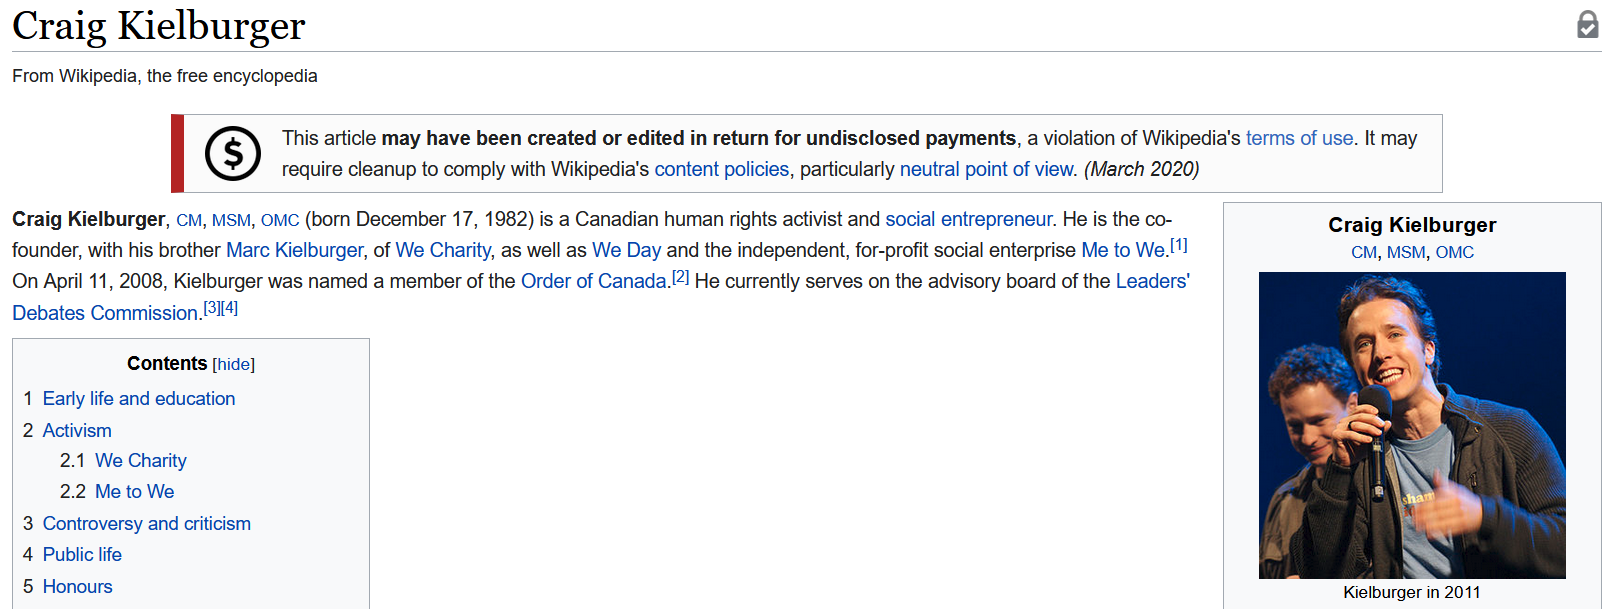 Craig Kielburger
From Wikipedia, the free encyclopedia
$
This article may have been created or edited in return for undisclosed payments, a violation of Wikipedia's terms of use. It may
require cleanup to comply with Wikipedia's content policies, particularly neutral point of view. (March 2020)
Craig Kielburger, CM, MSM, OMC (born December 17, 1982) is a Canadian human rights activist and social entrepreneur. He is the co-
founder, with his brother Marc Kielburger, of We Charity, as well as We Day and the independent, for-profit social enterprise Me to We.[1]
On April 11, 2008, Kielburger was named a member of the Order of Canada.[2] He currently serves on the advisory board of the Leaders'
Debates Commission.[3][4]
Contents [hide]
1 Early life and education
2 Activism
2.1 We Charity
2.2 Me to We
3 Controversy and criticism
4 Public life
5 Honours
Craig Kielburger
CM, MSM, OMC
Kielburger in 2011